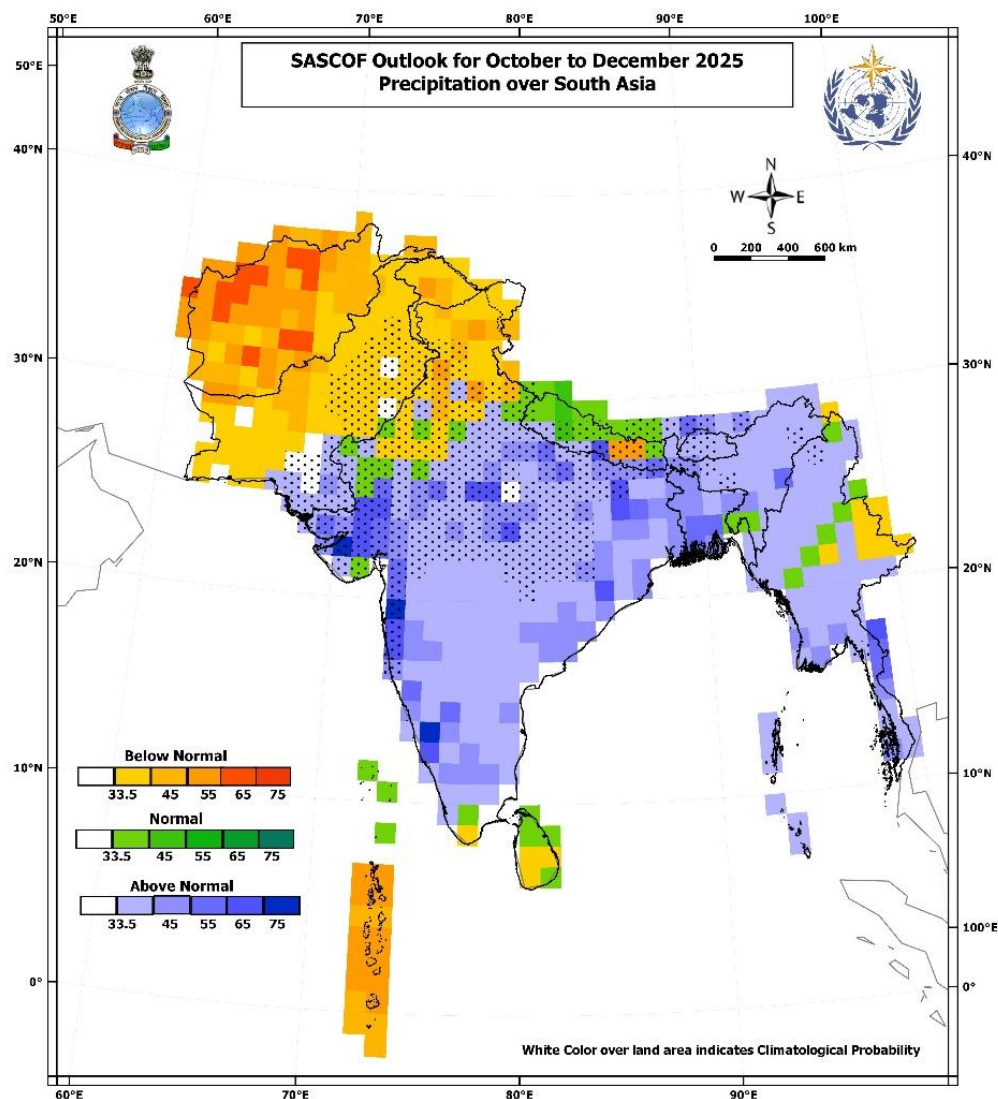 50°E 60°E 70°E 80°E 90°E 100°E
SASCOF Outlook for October to December 2025
Precipitation over South Asia
50°E
40°N 40°N
N
W E
S
0 200 400 600 km
30°N 30°N
20°N 20°N
10°N 10°N
Below Normal
33.5 45 55 65 75
Normal
33.5 45 55 65 75
Above Normal
33.5 45 55 65 75
100°E
0° 0°
White Color over land area indicates Climatological Probability
60°E 70°E 80°E 90°E